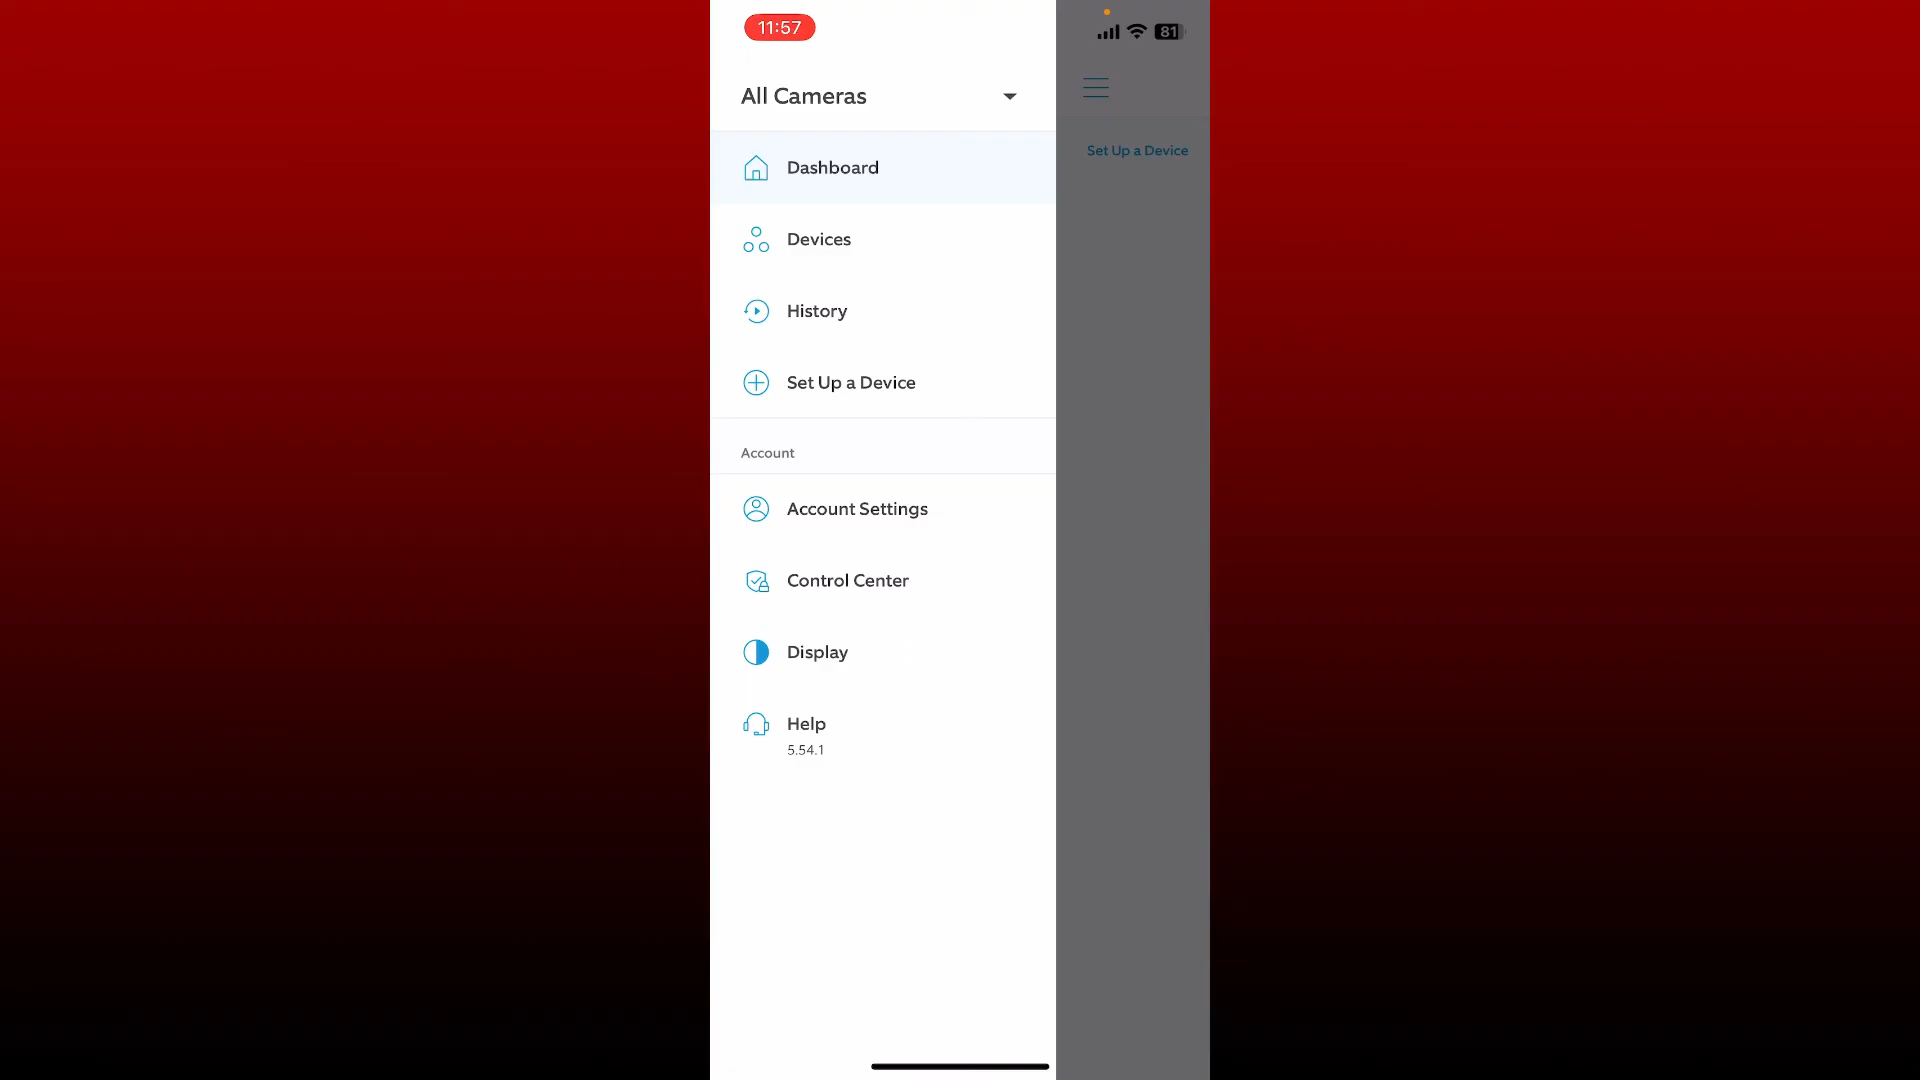 11:57
81
All Cameras
Set Up a Device
Dashboard
Devices
History
Set Up a Device
Account
Account Settings
Control Center
Display
Help
5.54.1